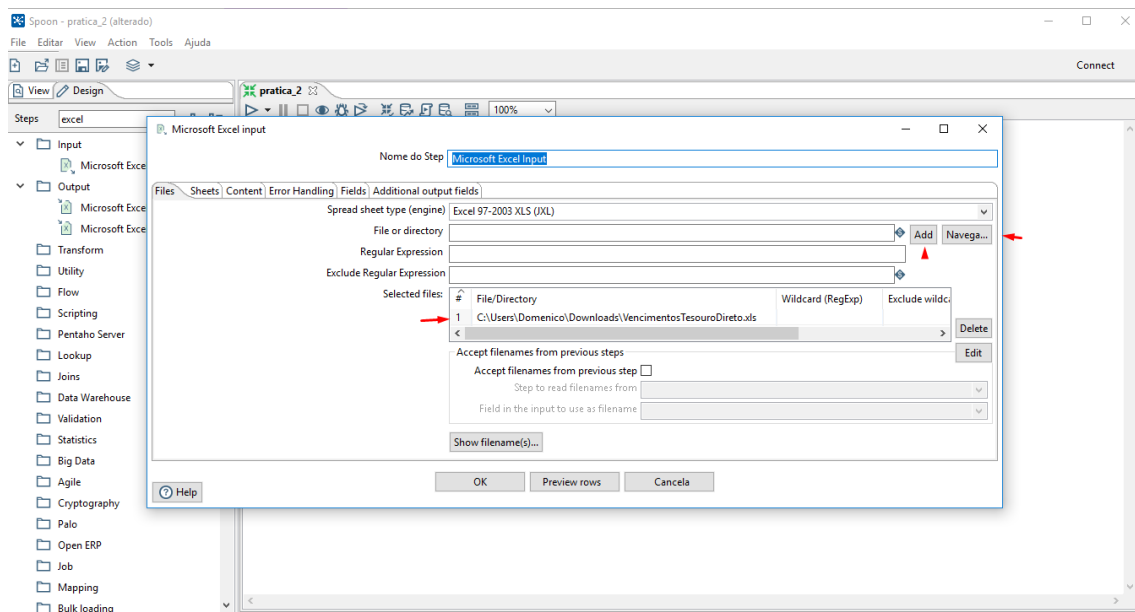 Spoon - pratica_2 (alterado)
File Editar View Action Tools Ajuda
Connect
View Design
pratica_2
Steps excel
100%
Input
Microsoft Exce
Output
Microsoft Exce
Microsoft Exce
Transform
Utility
Flow
Scripting
Pentaho Server
Lookup
Joins
Data Warehouse
Validation
Statistics
Big Data
Agile
Cryptography
Palo
Open ERP
Job
Mapping
Bulk loading
Microsoft Excel input
Nome do Step Microsoft Excel Input
Files Sheets Content Error Handling Fields Additional output fields
Spread sheet type (engine) Excel 97-2003 XLS (JXL)
File or directory Add Navega...
Regular Expression
Exclude Regular Expression
Selected files: # File/Directory Wildcard (RegExp) Exclude wildca
1 C:\Users\Domenico\Downloads\VencimentosTesouroDireto.xls
Delete
Edit
Accept filenames from previous steps
Accept filenames from previous step
Step to read filenames from
Field in the input to use as filename
Show filename(s)...
OK Preview rows Cancela
Help